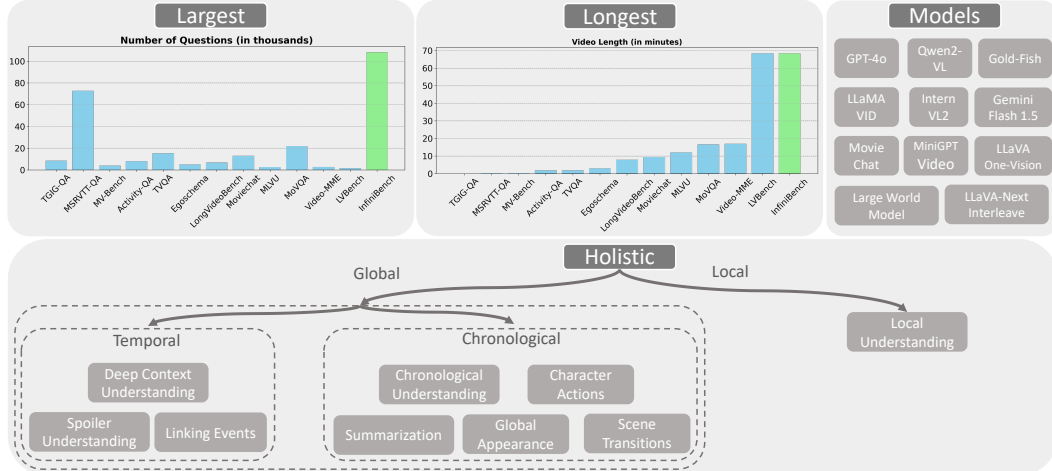 Largest
Number of Questions (in thousands)
100
80
60
40
20
0
TGIG-QA
MSRVTT-QA
MV-Bench
Activity-QA
TVQA
Egoschema
LongVideoBench
Moviechat
MLVU
MoVQA
Video-MME
LVBench
InfiniBench
Longest
Video Length (in minutes)
70
60
50
40
30
20
10
0
TGIG-QA
MSRVTT-QA
MV-Bench
Activity-QA
TVQA
Egoschema
LongVideoBench
Moviechat
MLVU
MoVQA
Video-MME
LVBench
InfiniBench
Models
GPT-4o
Qwen2-
VL
Gold-Fish
LLaMA
VID
Intern
VL2
Gemini
Flash 1.5
Movie
Chat
MiniGPT
Video
LLaVA
One-Vision
Large World
Model
LLaVA-Next
Interleave
Holistic
Global
Local
Temporal
Deep Context
Understanding
Spoiler
Understanding
Linking Events
Chronological
Chronological
Understanding
Character
Actions
Summarization
Global
Appearance
Scene
Transitions
Local
Understanding